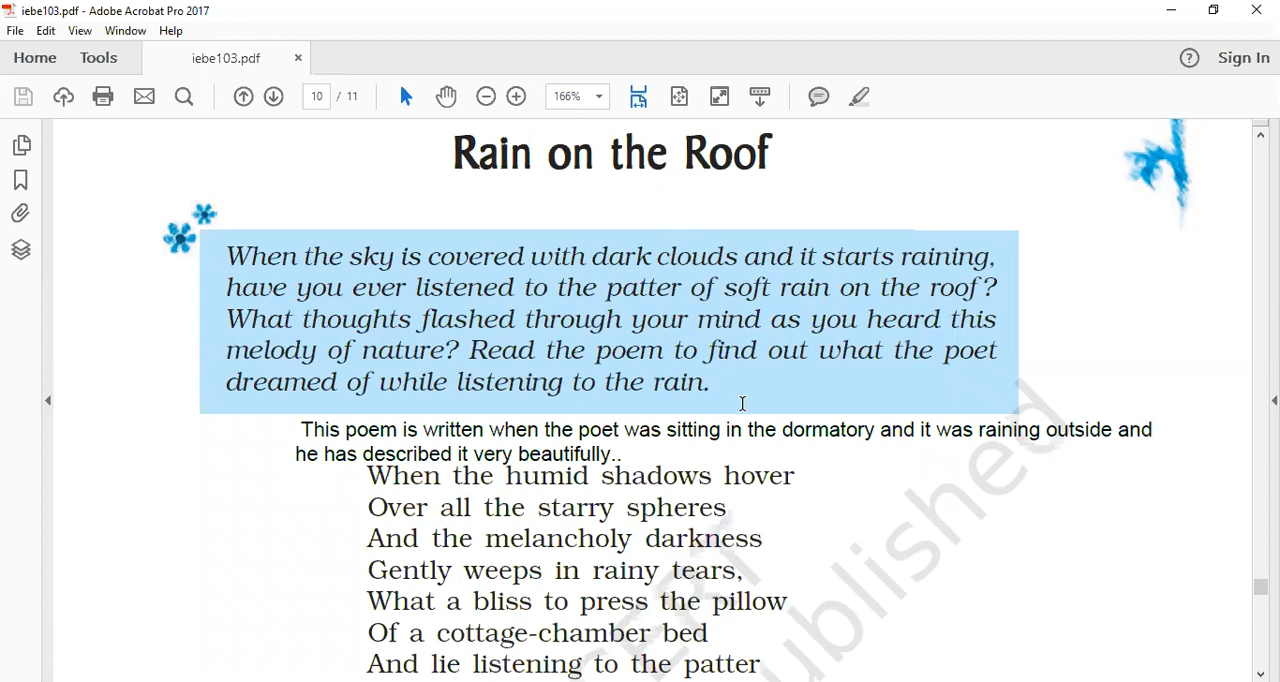 iebe103.pdf - Adobe Acrobat Pro 2017
File Edit View Window Help
Home Tools iebe103.pdf × Sign In
10 / 11 166%
Rain on the Roof
When the sky is covered with dark clouds and it starts raining,
have you ever listened to the patter of soft rain on the roof?
What thoughts flashed through your mind as you heard this
melody of nature? Read the poem to find out what the poet
dreamed of while listening to the rain.
This poem is written when the poet was sitting in the dormatory and it was raining outside and
he has described it very beautifully..
When the humid shadows hover
Over all the starry spheres
And the melancholy darkness
Gently weeps in rainy tears,
What a bliss to press the pillow
Of a cottage-chamber bed
And lie listening to the patter
CERT
ublished